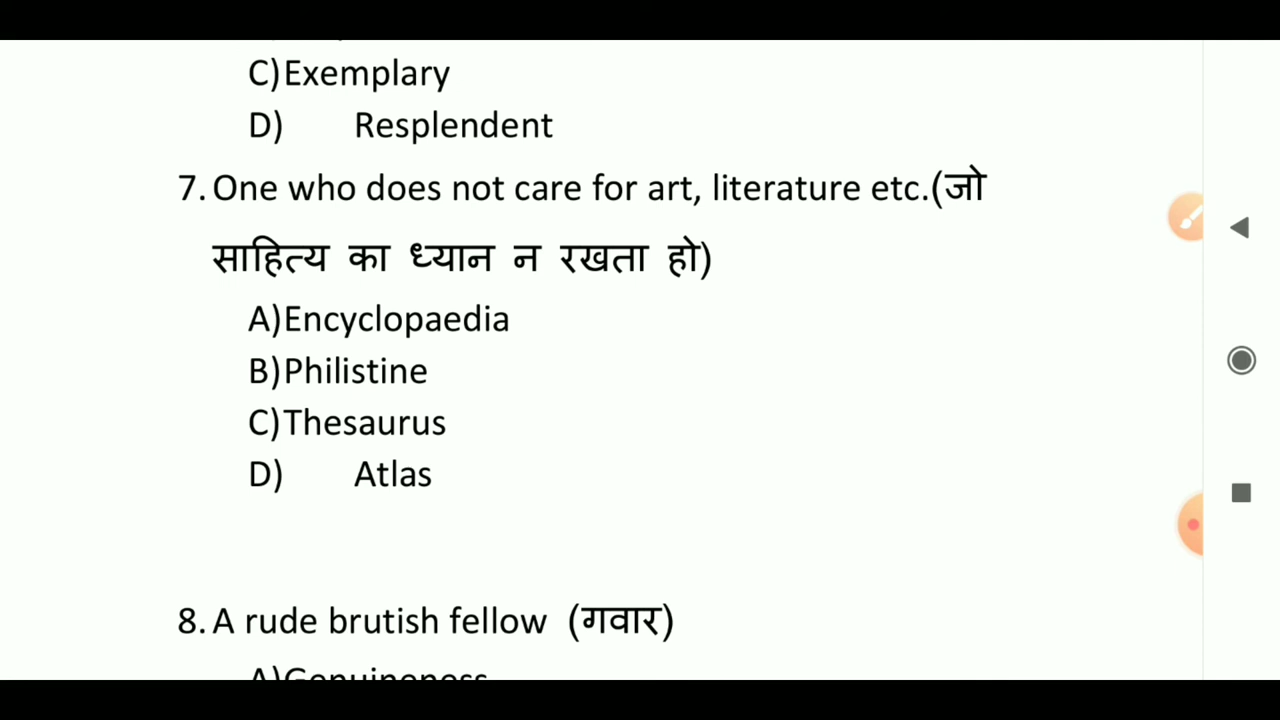 C)Exemplary
D) Resplendent
7. One who does not care for art, literature etc.(जो
साहित्य का ध्यान न रखता हो)
A)Encyclopaedia
B)Philistine
C)Thesaurus
D) Atlas
8. A rude brutish fellow (गवार)
A)Genuineness